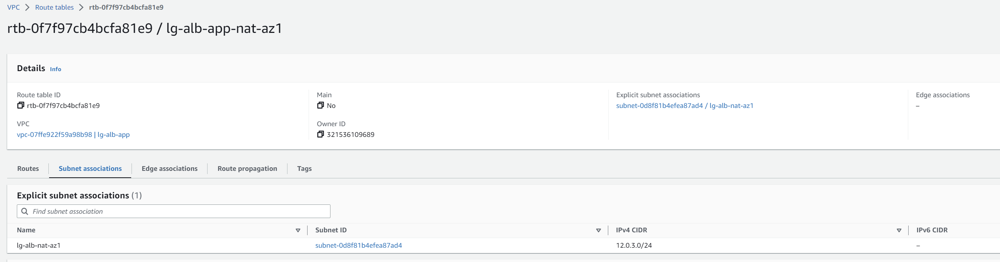 VPC > Route tables > rtb-0f7f97cb4bcfa81e9
rtb-0f7f97cb4bcfa81e9 / lg-alb-app-nat-az1
Details Info
Route table ID
rtb-0f7f97cb4bcfa81e9
Main
No
Explicit subnet associations
subnet-0d8f81b4efea87ad4 / lg-alb-nat-az1
Edge associations
–
VPC
vpc-07ffe922f59a98b98 | lg-alb-app
Owner ID
321536109689
Routes Subnet associations Edge associations Route propagation Tags
Explicit subnet associations (1)
Find subnet association
Name Subnet ID IPv4 CIDR IPv6 CIDR
lg-alb-nat-az1 subnet-0d8f81b4efea87ad4 12.0.3.0/24 –